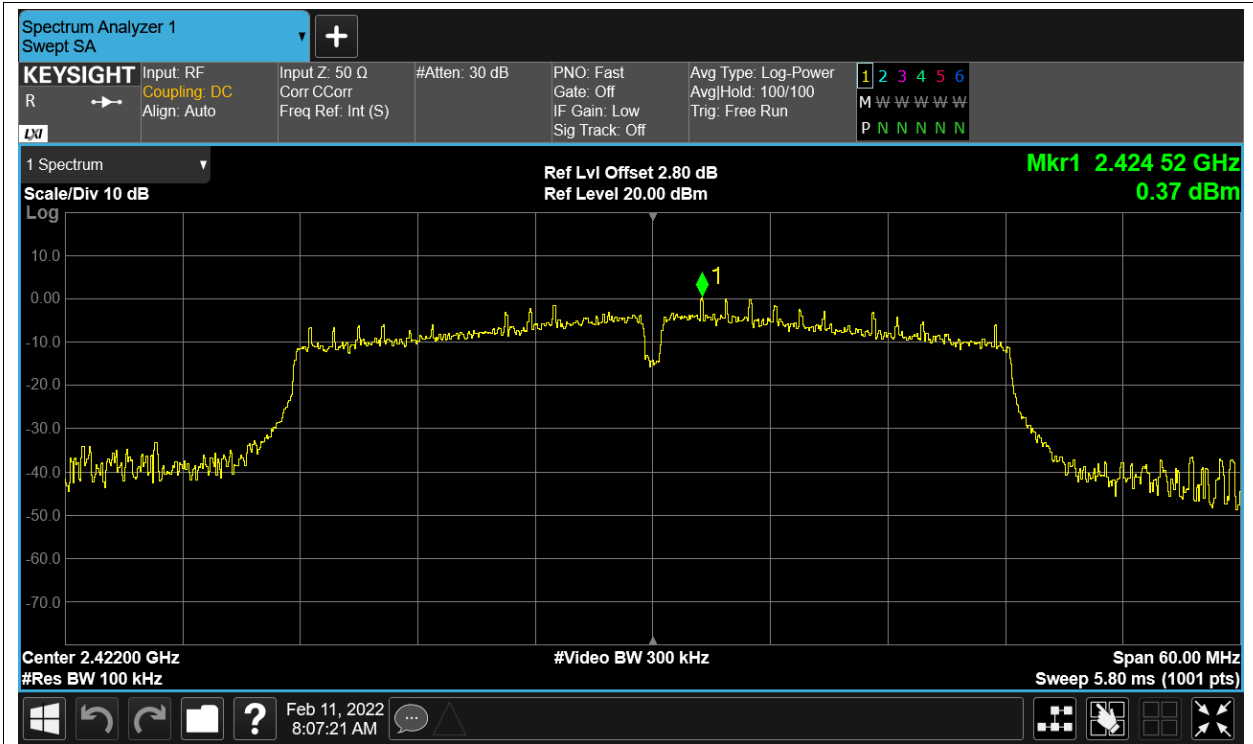 Spectrum Analyzer 1
Swept SA
KEYSIGHT
R
LXI
Input: RF
Coupling: DC
Align: Auto
Input Z: 50 Ω
Corr CCorr
Freq Ref: Int (S)
#Atten: 30 dB
PNO: Fast
Gate: Off
IF Gain: Low
Sig Track: Off
Avg Type: Log-Power
Avg|Hold: 100/100
Trig: Free Run
1 2 3 4 5 6
M W W W W W
P N N N N N
1 Spectrum
Scale/Div 10 dB
Ref Lvl Offset 2.80 dB
Ref Level 20.00 dBm
Mkr1 2.424 52 GHz
0.37 dBm
Log
10.0
0.00
-10.0
-20.0
-30.0
-40.0
-50.0
-60.0
-70.0
1
Center 2.42200 GHz
#Res BW 100 kHz
#Video BW 300 kHz
Span 60.00 MHz
Sweep 5.80 ms (1001 pts)
?
Feb 11, 2022
8:07:21 AM